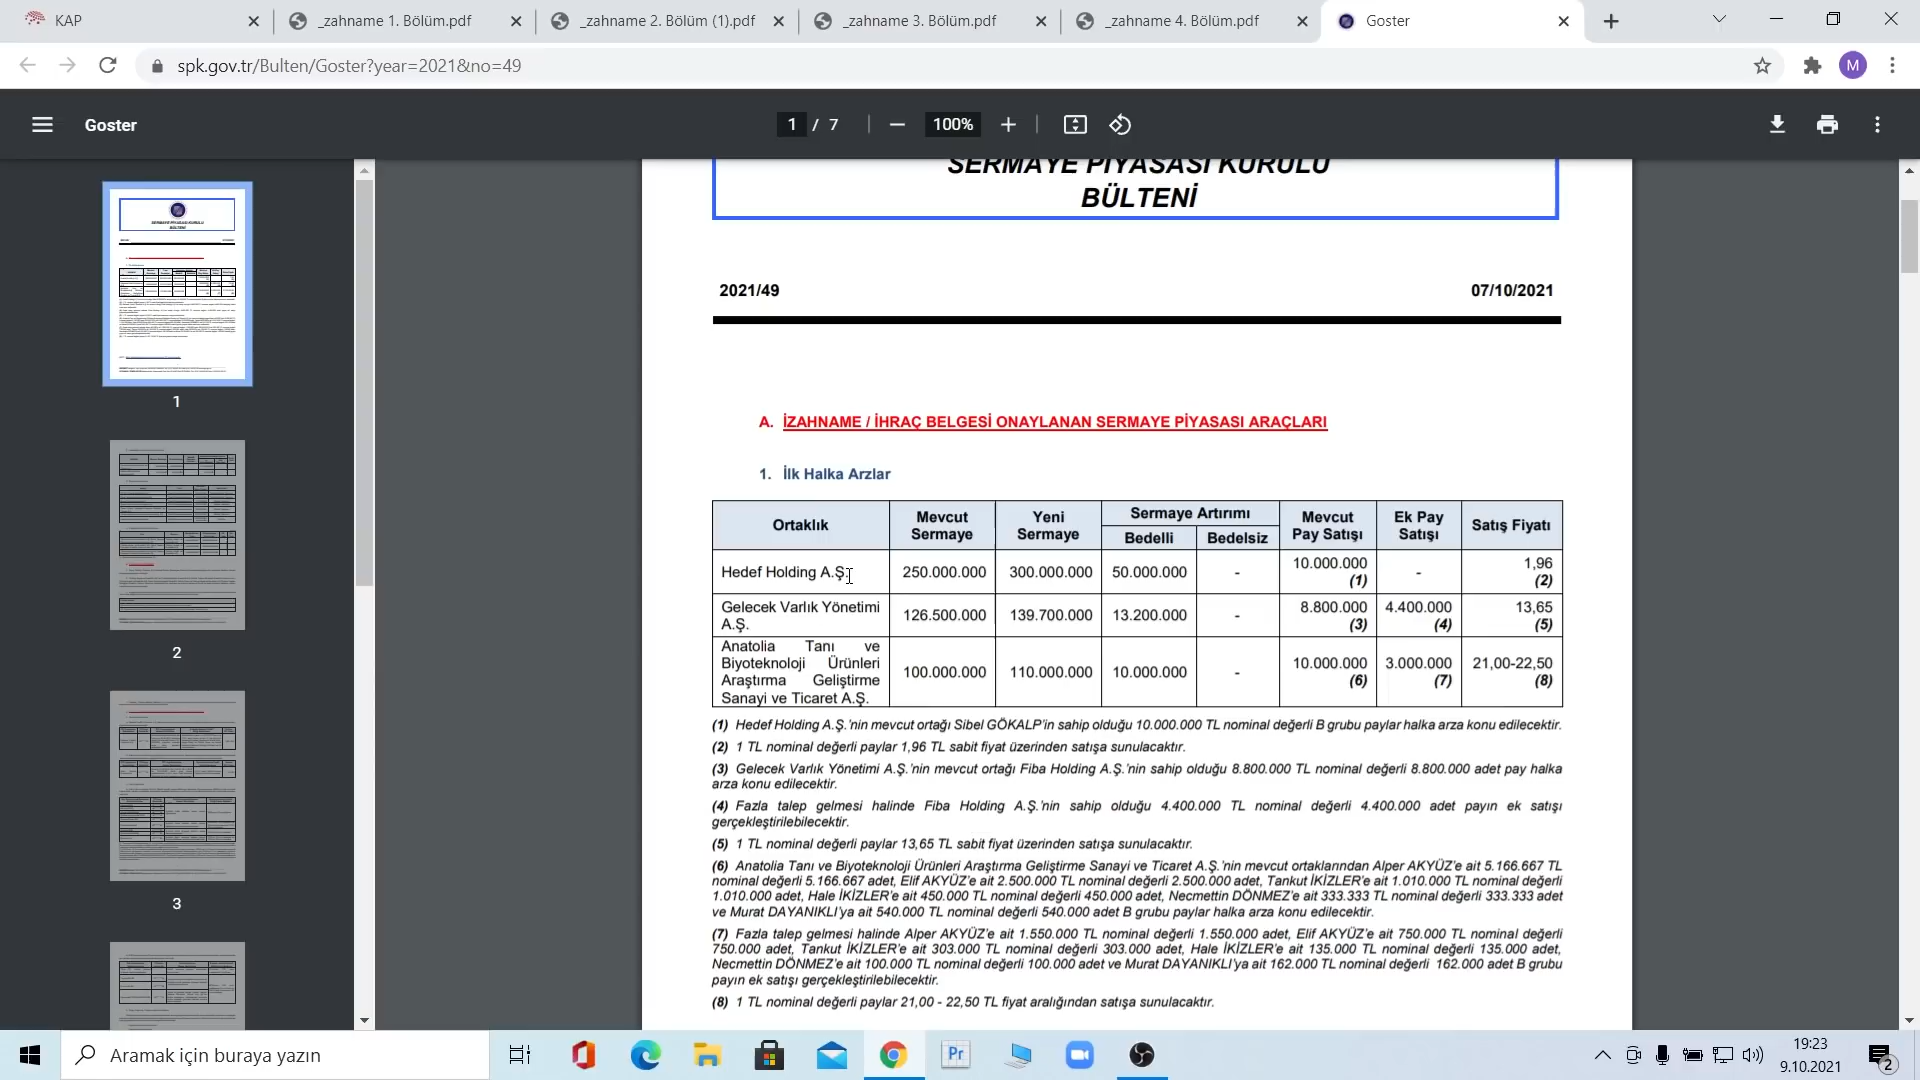 KAP
_zahname 1. Bölüm.pdf
_zahname 2. Bölüm (1).pdf
_zahname 3. Bölüm.pdf
_zahname 4. Bölüm.pdf
Goster
spk.gov.tr/Bulten/Goster?year=2021&no=49
M
Goster
1 / 7
100%
1
2
3
SERMAYE PİYASASI KURULU
BÜLTENİ
2021/49 07/10/2021
A. İZAHNAME / İHRAÇ BELGESİ ONAYLANAN SERMAYE PİYASASI ARAÇLARI
1. İlk Halka Arzlar
Ortaklık Mevcut Sermaye Yeni Sermaye Sermaye Artırımı Bedelli Bedelsiz Mevcut Pay Satışı Ek Pay Satışı Satış Fiyatı
Hedef Holding A.Ş. 250.000.000 300.000.000 50.000.000 - 10.000.000 (1) - 1,96 (2)
Gelecek Varlık Yönetimi A.Ş. 126.500.000 139.700.000 13.200.000 - 8.800.000 (3) 4.400.000 (4) 13,65 (5)
Anatolia Tanı ve Biyoteknoloji Ürünleri Araştırma Geliştirme Sanayi ve Ticaret A.Ş. 100.000.000 110.000.000 10.000.000 - 10.000.000 (6) 3.000.000 (7) 21,00-22,50 (8)
(1) Hedef Holding A.Ş.'nin mevcut ortağı Sibel GÖKALP'in sahip olduğu 10.000.000 TL nominal değerli B grubu paylar halka arza konu edilecektir.
(2) 1 TL nominal değerli paylar 1,96 TL sabit fiyat üzerinden satışa sunulacaktır.
(3) Gelecek Varlık Yönetimi A.Ş.'nin mevcut ortağı Fiba Holding A.Ş.'nin sahip olduğu 8.800.000 TL nominal değerli 8.800.000 adet pay halka
arza konu edilecektir.
(4) Fazla talep gelmesi halinde Fiba Holding A.Ş.'nin sahip olduğu 4.400.000 TL nominal değerli 4.400.000 adet payın ek satışı
gerçekleştirilebilecektir.
(5) 1 TL nominal değerli paylar 13,65 TL sabit fiyat üzerinden satışa sunulacaktır.
(6) Anatolia Tanı ve Biyoteknoloji Ürünleri Araştırma Geliştirme Sanayi ve Ticaret A.Ş.'nin mevcut ortaklarından Alper AKYÜZ'e ait 5.166.667 TL
nominal değerli 5.166.667 adet, Elif AKYÜZ'e ait 2.500.000 TL nominal değerli 2.500.000 adet, Tankut İKİZLER'e ait 1.010.000 TL nominal değerli
1.010.000 adet, Hale İKİZLER'e ait 450.000 TL nominal değerli 450.000 adet, Necmettin DÖNMEZ'e ait 333.333 TL nominal değerli 333.333 adet
ve Murat DAYANIKLI'ya ait 540.000 TL nominal değerli 540.000 adet B grubu paylar halka arza konu edilecektir.
(7) Fazla talep gelmesi halinde Alper AKYÜZ'e ait 1.550.000 TL nominal değerli 1.550.000 adet, Elif AKYÜZ'e ait 750.000 TL nominal değerli
750.000 adet, Tankut İKİZLER'e ait 303.000 TL nominal değerli 303.000 adet, Hale İKİZLER'e ait 135.000 TL nominal değerli 135.000 adet,
Necmettin DÖNMEZ'e ait 100.000 TL nominal değerli 100.000 adet ve Murat DAYANIKLI'ya ait 162.000 TL nominal değerli 162.000 adet B grubu
payın ek satışı gerçekleştirilebilecektir.
(8) 1 TL nominal değerli paylar 21,00 - 22,50 TL fiyat aralığından satışa sunulacaktır.
Aramak için buraya yazın
Pr
19:23
9.10.2021
2